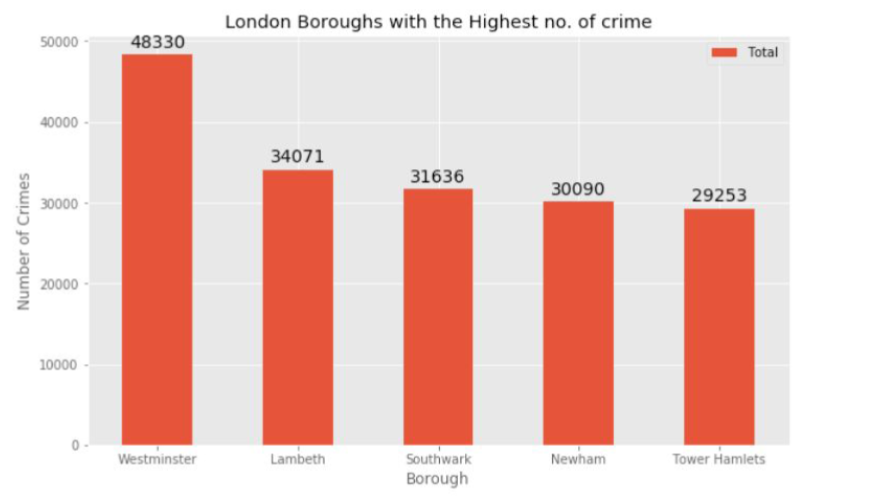 London Boroughs with the Highest no. of crime
Total
50000
40000
30000
20000
10000
0
Number of Crimes
48330
34071
31636
30090
29253
Westminster
Lambeth
Southwark
Newham
Tower Hamlets
Borough